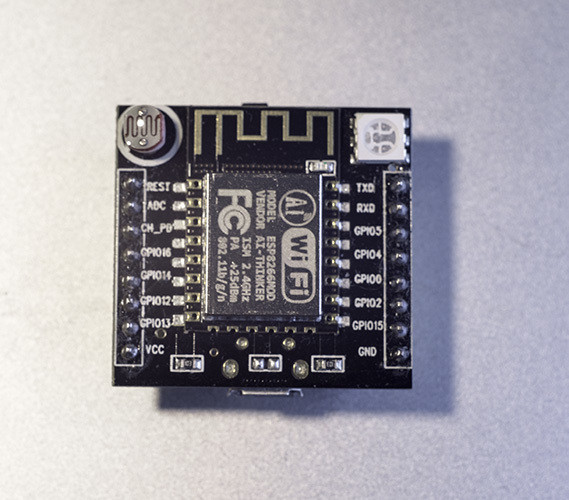 REST
ADC
CH_PD
GPIO16
GPIO14
GPIO12
GPIO13
VCC
MODEL ESP8266MOD
VENDOR AI-THINKER
ISM 2.4GHz
PA +25dBm
802.11b/g/n
FC
Ai
WiFi
TXD
RXD
GPIO5
GPIO4
GPIO0
GPIO2
GPIO15
GND